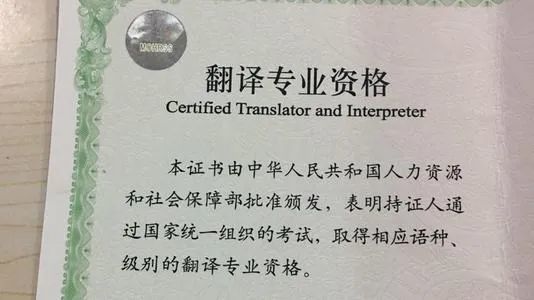 MOHRSS
翻译专业资格
Certified Translator and Interpreter
本证书由中华人民共和国人力资源
和社会保障部批准颁发，表明持证人通
过国家统一组织的考试，取得相应语种、
级别的翻译专业资格。